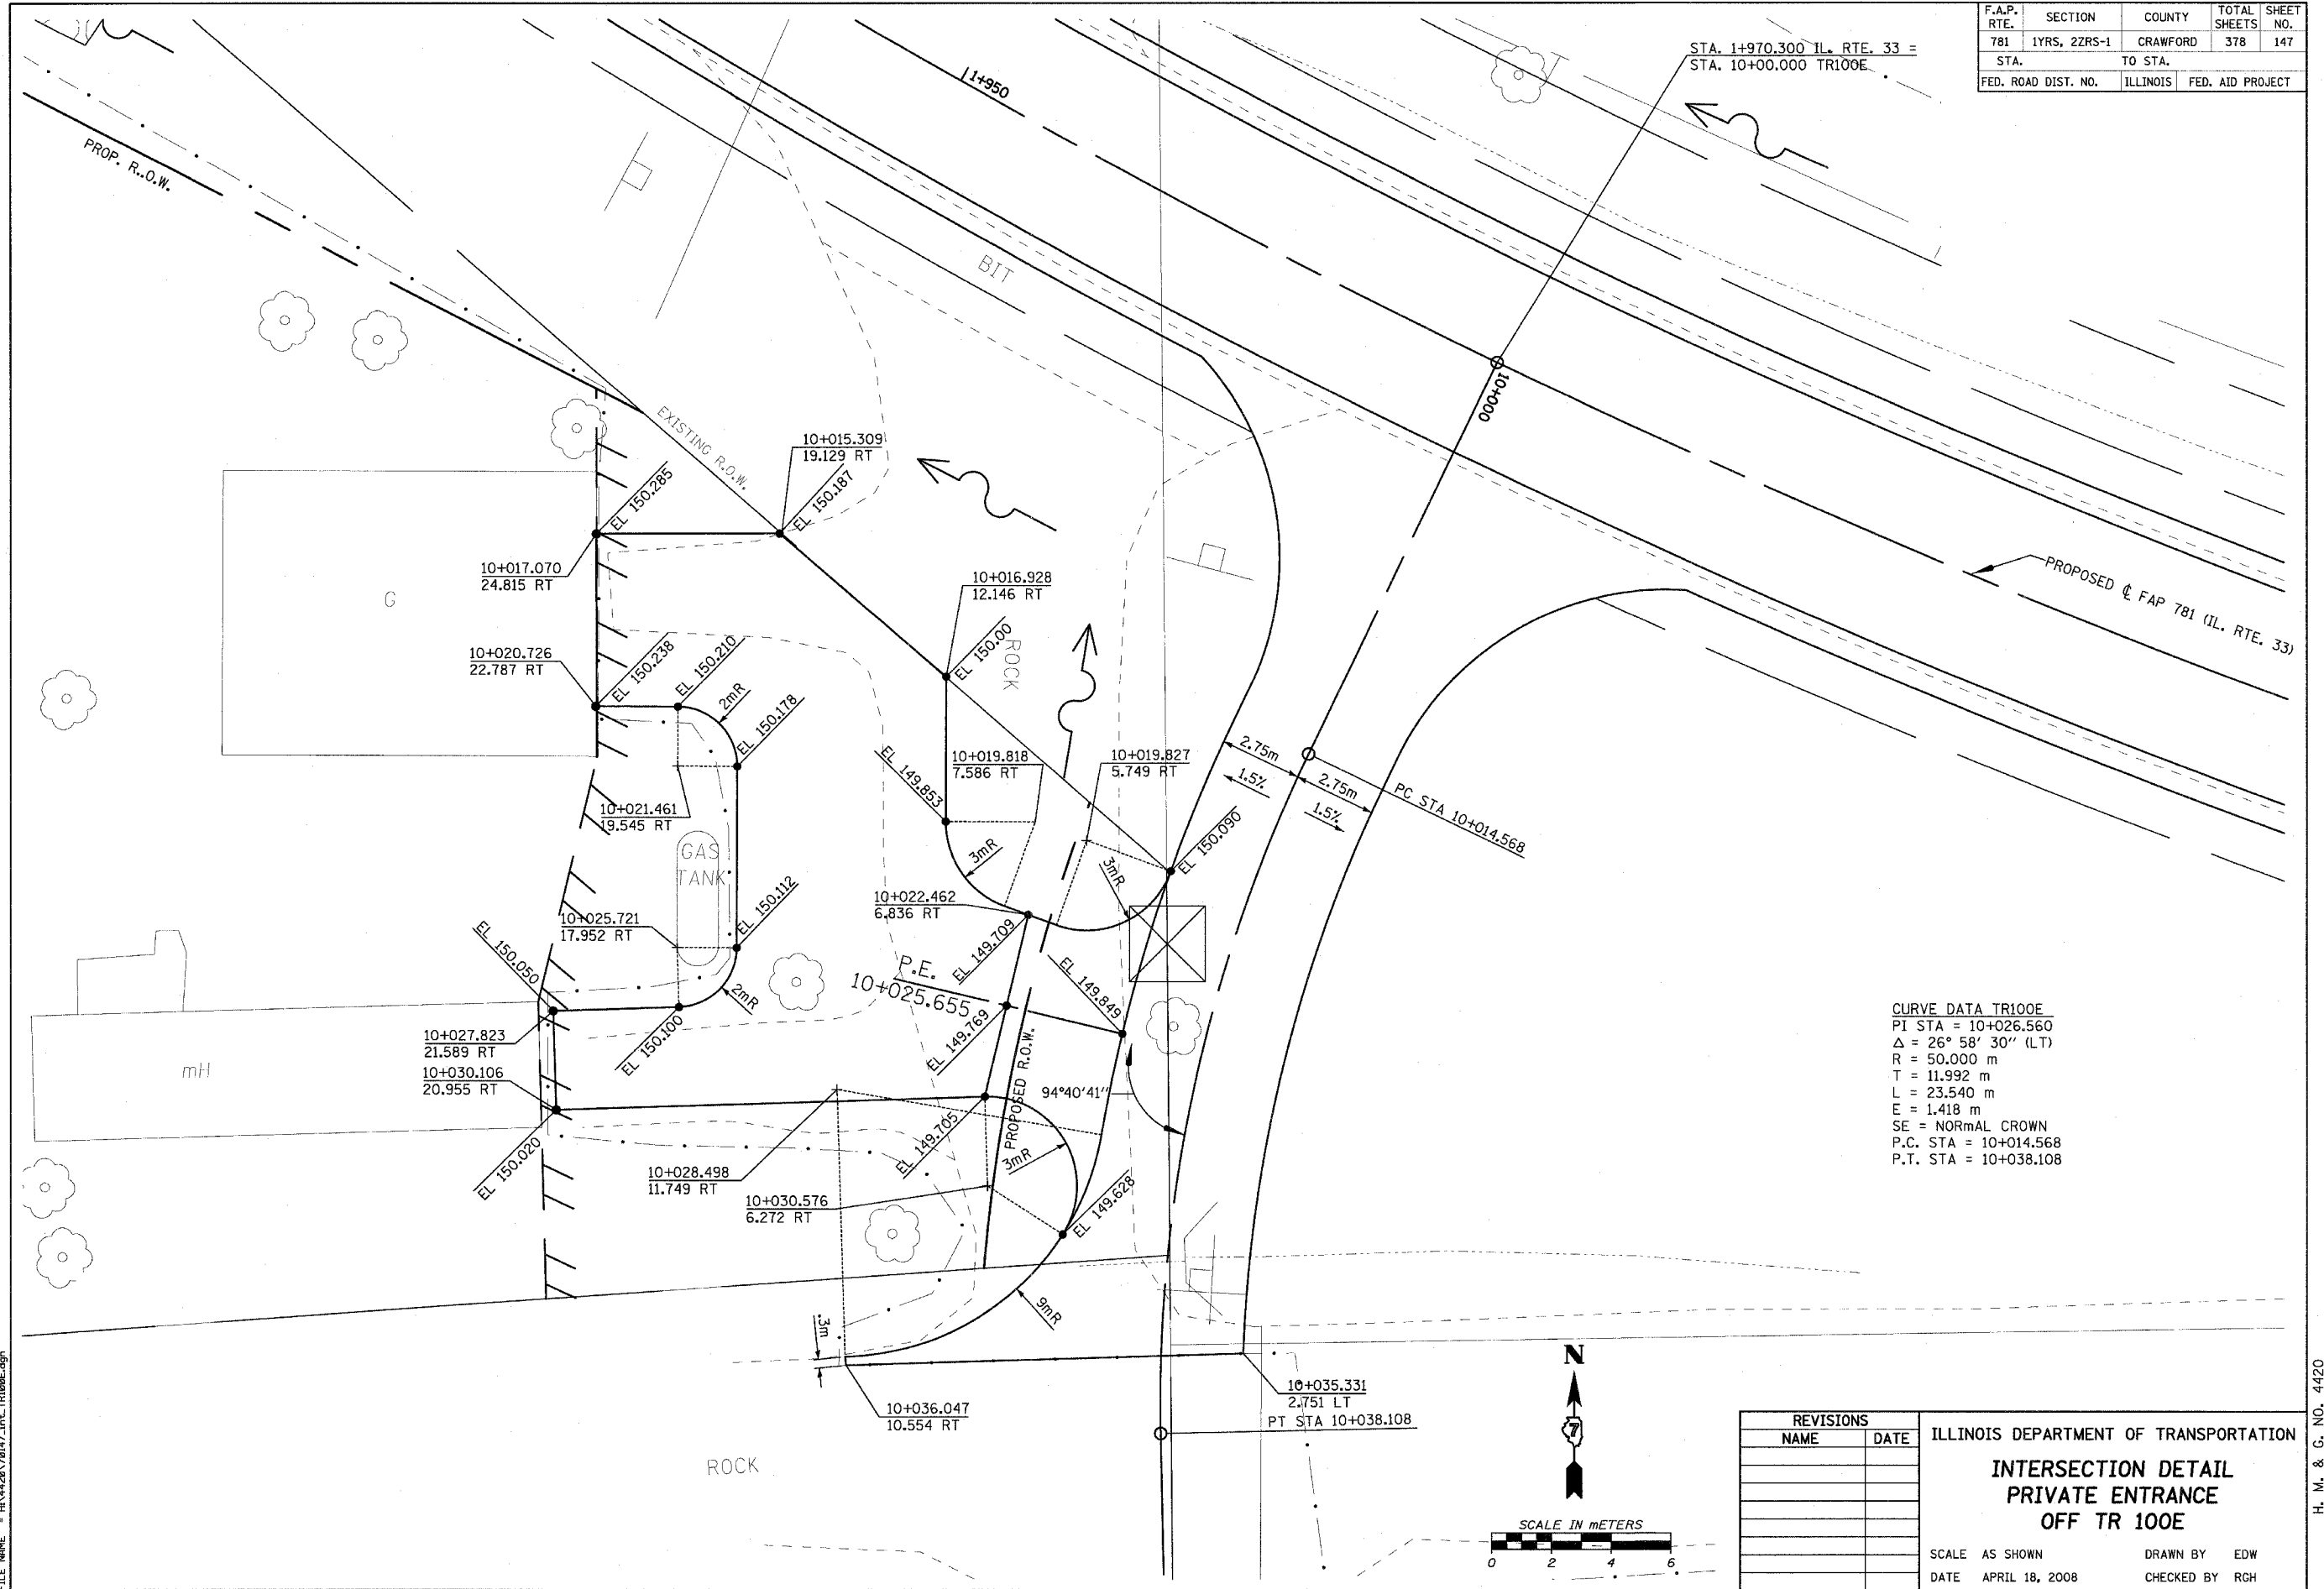 F.A.P. RTE. SECTION COUNTY TOTAL SHEETS SHEET NO.
781 1YRS, 2ZRS-1 CRAWFORD 378 147
STA. TO STA.
FED. ROAD DIST. NO. ILLINOIS FED. AID PROJECT
STA. 1+970.300 IL. RTE. 33 =
STA. 10+00.000 TR100E
1+950
PROP. R.O.W.
BIT
10+000
EXISTING R.O.W.
10+015.309
19.129 RT
EL 150.285
EL 150.187
10+017.070
24.815 RT
G
10+016.928
12.146 RT
PROPOSED ℄ FAP 781 (IL. RTE. 33)
10+020.726
22.787 RT
EL 150.238
EL 150.210
2mR
EL 150.178
EL 150.00
ROCK
EL 149.853
10+019.818
7.586 RT
10+019.827
5.749 RT
2.75m
1.5%
2.75m
1.5%
PC STA 10+014.568
10+021.461
19.545 RT
GAS
TANK
3mR
3mR
EL 150.090
EL 150.112
10+022.462
6.836 RT
10+025.721
17.952 RT
EL 150.050
EL 149.709
P.E.
10+025.655
EL 149.849
2mR
EL 149.769
EL 150.100
10+027.823
21.589 RT
10+030.106
20.955 RT
mH
PROPOSED R.O.W.
94°40'41"
EL 150.020
EL 149.705
3mR
10+028.498
11.749 RT
10+030.576
6.272 RT
EL 149.628
CURVE DATA TR100E
PI STA = 10+026.560
Δ = 26° 58' 30" (LT)
R = 50.000 m
T = 11.992 m
L = 23.540 m
E = 1.418 m
SE = NORmAL CROWN
P.C. STA = 10+014.568
P.T. STA = 10+038.108
.3m
9mR
10+036.047
10.554 RT
10+035.331
2.751 LT
PT STA 10+038.108
ROCK
N
7
SCALE IN mETERS
0 2 4 6
REVISIONS
NAME DATE
ILLINOIS DEPARTMENT OF TRANSPORTATION
INTERSECTION DETAIL
PRIVATE ENTRANCE
OFF TR 100E
SCALE AS SHOWN DRAWN BY EDW
DATE APRIL 18, 2008 CHECKED BY RGH
H. M. & G. NO. 4420
FILE NAME =